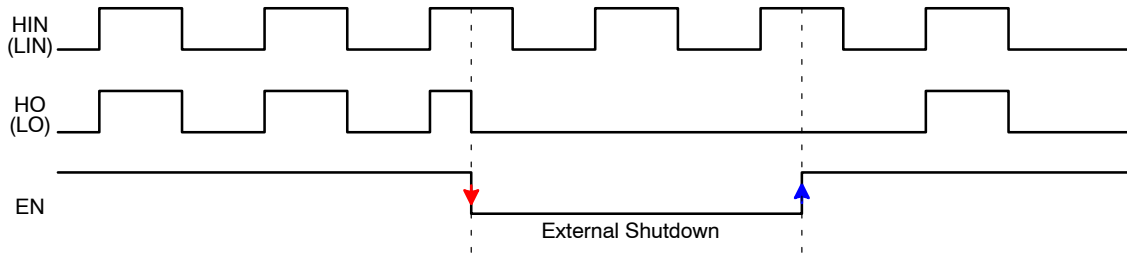 HIN
(LIN)
HO
(LO)
EN
External Shutdown